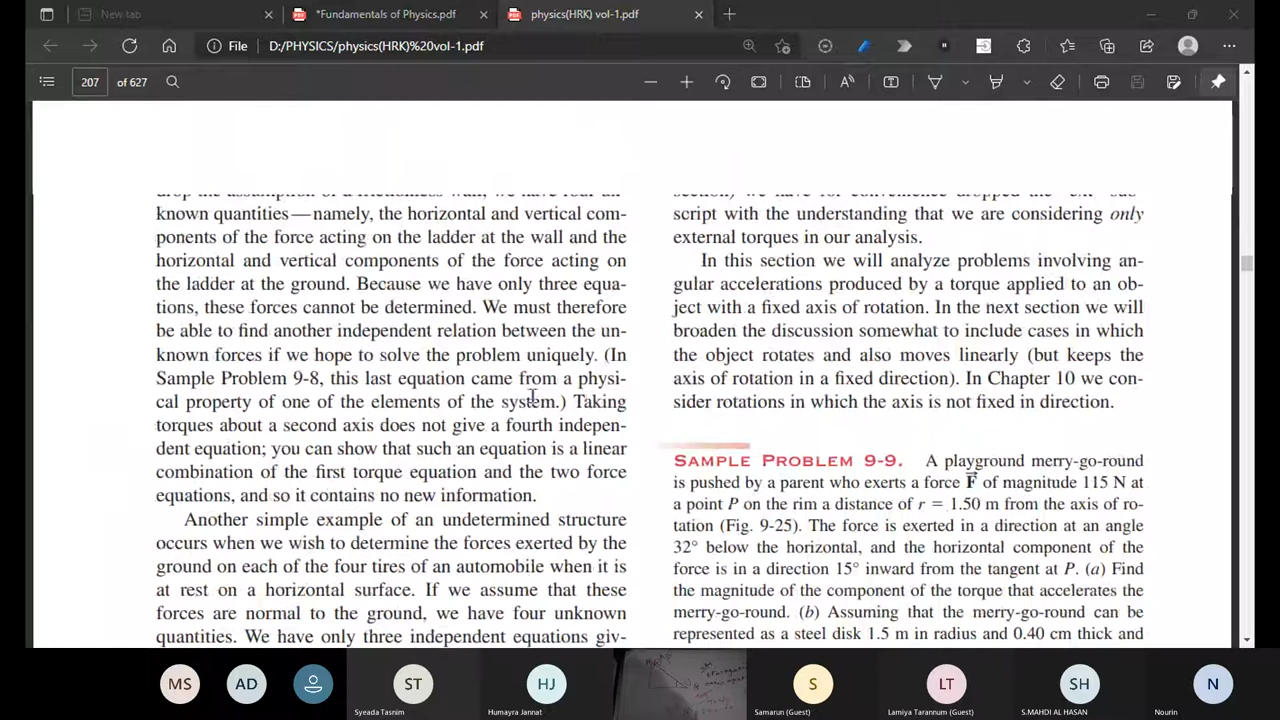 New tab
*Fundamentals of Physics.pdf
physics(HRK) vol-1.pdf
File
D:/PHYSICS/physics(HRK)%20vol-1.pdf
207 of 627
known quantities—namely, the horizontal and vertical com-
ponents of the force acting on the ladder at the wall and the
horizontal and vertical components of the force acting on
the ladder at the ground. Because we have only three equa-
tions, these forces cannot be determined. We must therefore
be able to find another independent relation between the un-
known forces if we hope to solve the problem uniquely. (In
Sample Problem 9-8, this last equation came from a physi-
cal property of one of the elements of the system.) Taking
torques about a second axis does not give a fourth indepen-
dent equation; you can show that such an equation is a linear
combination of the first torque equation and the two force
equations, and so it contains no new information.
Another simple example of an undetermined structure
occurs when we wish to determine the forces exerted by the
ground on each of the four tires of an automobile when it is
at rest on a horizontal surface. If we assume that these
forces are normal to the ground, we have four unknown
quantities. We have only three independent equations giv-
script with the understanding that we are considering only
external torques in our analysis.
In this section we will analyze problems involving an-
gular accelerations produced by a torque applied to an ob-
ject with a fixed axis of rotation. In the next section we will
broaden the discussion somewhat to include cases in which
the object rotates and also moves linearly (but keeps the
axis of rotation in a fixed direction). In Chapter 10 we con-
sider rotations in which the axis is not fixed in direction.
SAMPLE PROBLEM 9-9. A playground merry-go-round
is pushed by a parent who exerts a force F⃗ of magnitude 115 N at
a point P on the rim a distance of r = 1.50 m from the axis of ro-
tation (Fig. 9-25). The force is exerted in a direction at an angle
32° below the horizontal, and the horizontal component of the
force is in a direction 15° inward from the tangent at P. (a) Find
the magnitude of the component of the torque that accelerates the
merry-go-round. (b) Assuming that the merry-go-round can be
represented as a steel disk 1.5 m in radius and 0.40 cm thick and
MS
AD
ST
Syeada Tasnim
HJ
Humayra Jannat
S
Samarun (Guest)
LT
Lamiya Tarannum (Guest)
SH
S.MAHDI AL HASAN
N
Nourin